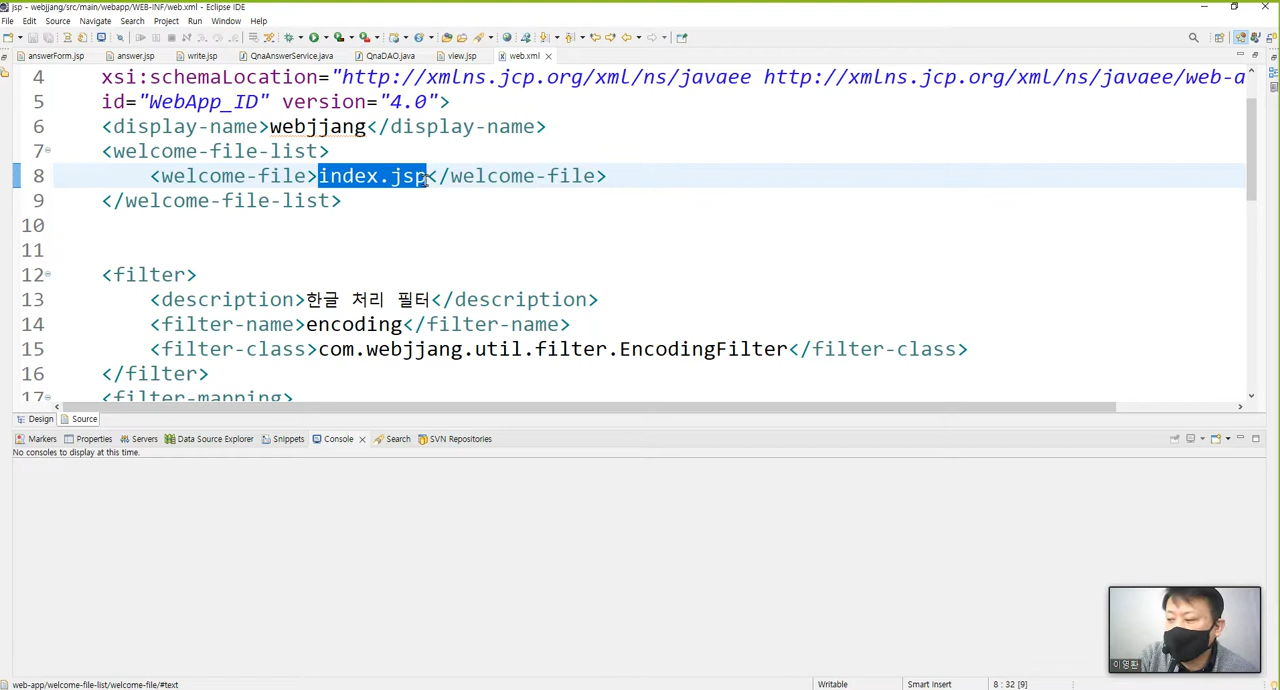 jsp - webjjang/src/main/webapp/WEB-INF/web.xml - Eclipse IDE
File Edit Source Navigate Search Project Run Window Help
answerForm.jsp answer.jsp write.jsp QnaAnswerService.java QnaDAO.java view.jsp web.xml
4 xsi:schemaLocation="http://xmlns.jcp.org/xml/ns/javaee http://xmlns.jcp.org/xml/ns/javaee/web-a
5 id="WebApp_ID" version="4.0">
6 <display-name>webjjang</display-name>
7 <welcome-file-list>
8 <welcome-file>index.jsp</welcome-file>
9 </welcome-file-list>
10
11
12 <filter>
13 <description>한글 처리 필터</description>
14 <filter-name>encoding</filter-name>
15 <filter-class>com.webjjang.util.filter.EncodingFilter</filter-class>
16 </filter>
17 <filter-mapping>
Design Source
Markers Properties Servers Data Source Explorer Snippets Console Search SVN Repositories
No consoles to display at this time.
이영환
web-app/welcome-file-list/welcome-file/#text Writable Smart Insert 8 : 32 [9]